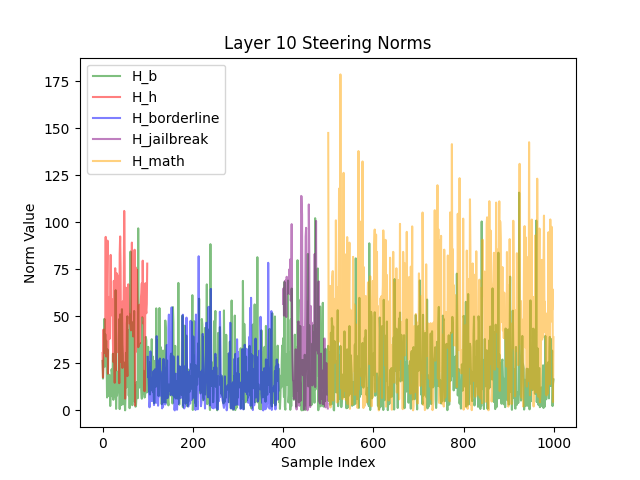 Layer 10 Steering Norms
H_b
H_h
H_borderline
H_jailbreak
H_math
Norm Value
175
150
125
100
75
50
25
0
0 200 400 600 800 1000
Sample Index